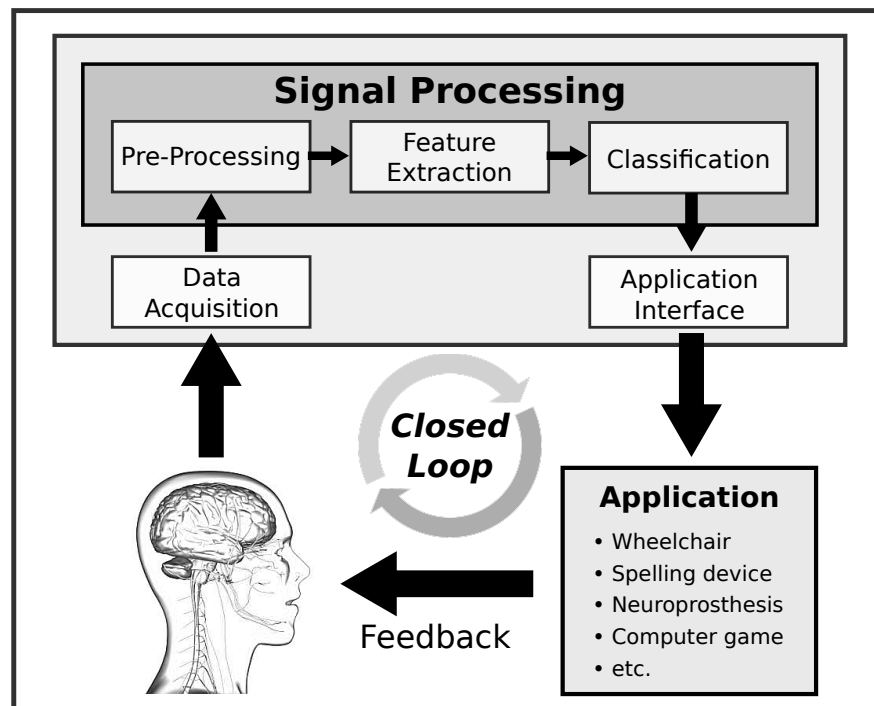 Signal Processing
Pre-Processing
Feature
Extraction
Classification
Data
Acquisition
Application
Interface
Closed
Loop
Application
• Wheelchair
• Spelling device
• Neuroprosthesis
• Computer game
• etc.
Feedback